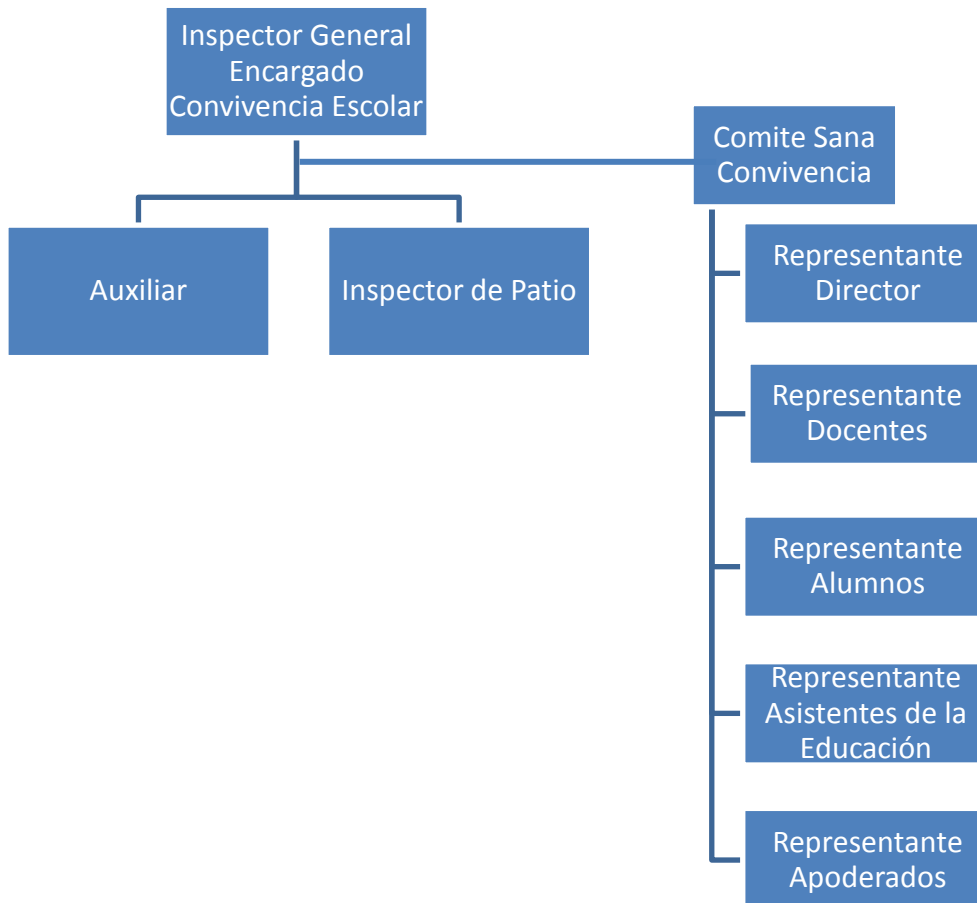 Inspector General
Encargado
Convivencia Escolar
Comite Sana
Convivencia
Auxiliar
Inspector de Patio
Representante
Director
Representante
Docentes
Representante
Alumnos
Representante
Asistentes de la
Educación
Representante
Apoderados